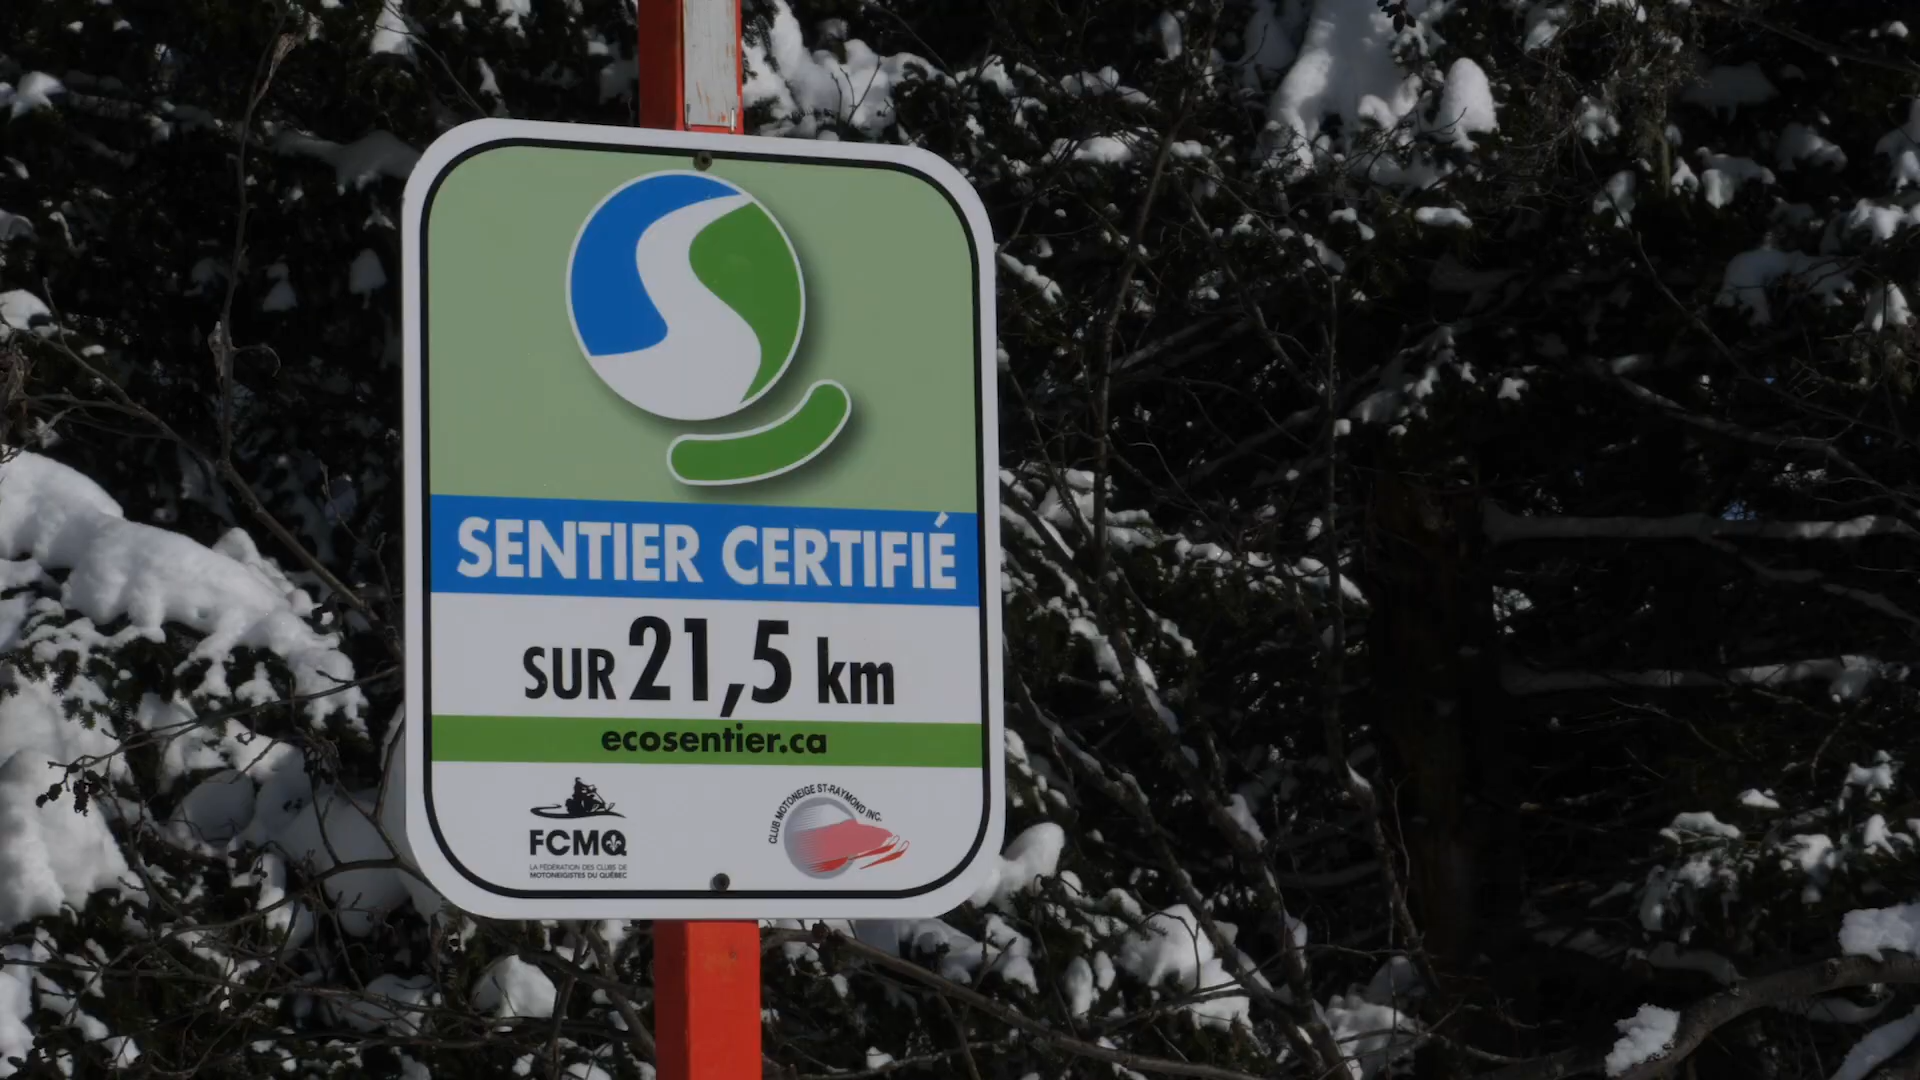 SENTIER CERTIFIÉ
SUR 21,5 km
ecosentier.ca
FCMQ
LA FÉDÉRATION DES CLUBS DE
MOTONEIGISTES DU QUÉBEC
CLUB MOTONEIGE ST-RAYMOND INC.